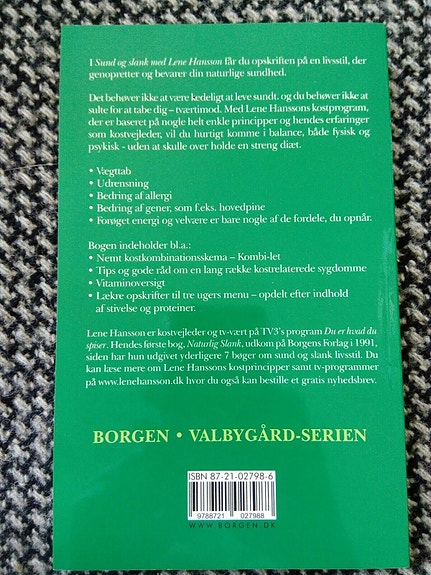 I Sund og slank med Lene Hansson får du opskriften på en livsstil, der
genopretter og bevarer din naturlige sundhed.
Det behøver ikke at være kedeligt at leve sundt, og du behøver ikke at
sulte for at tabe dig – tværtimod. Med Lene Hanssons kostprogram,
der er baseret på nogle helt enkle principper og hendes erfaringer
som kostvejleder, vil du hurtigt komme i balance, både fysisk og
psykisk - uden at skulle over holde en streng diæt.
• Vægttab
• Udrensning
• Bedring af allergi
• Bedring af gener, som f.eks. hovedpine
• Forøget energi og velvære er bare nogle af de fordele, du opnår.
Bogen indeholder bl.a.:
• Nemt kostkombinationsskema – Kombi-let
• Tips og gode råd om en lang række kostrelaterede sygdomme
• Vitaminoversigt
• Lækre opskrifter til tre ugers menu – opdelt efter indhold
af stivelse og proteiner.
Lene Hansson er kostvejleder og tv-vært på TV3's program Du er hvad du
spiser. Hendes første bog, Naturlig Slank, udkom på Borgens Forlag i 1991,
siden har hun udgivet yderligere 7 bøger om sund og slank livsstil. Du
kan læse mere om Lene Hanssons kostprincipper samt tv-programmer
på www.lenehansson.dk hvor du også kan bestille et gratis nyhedsbrev.
BORGEN • VALBYGÅRD-SERIEN
ISBN 87-21-02798-6
9788721 027988
WWW.BORGEN.DK